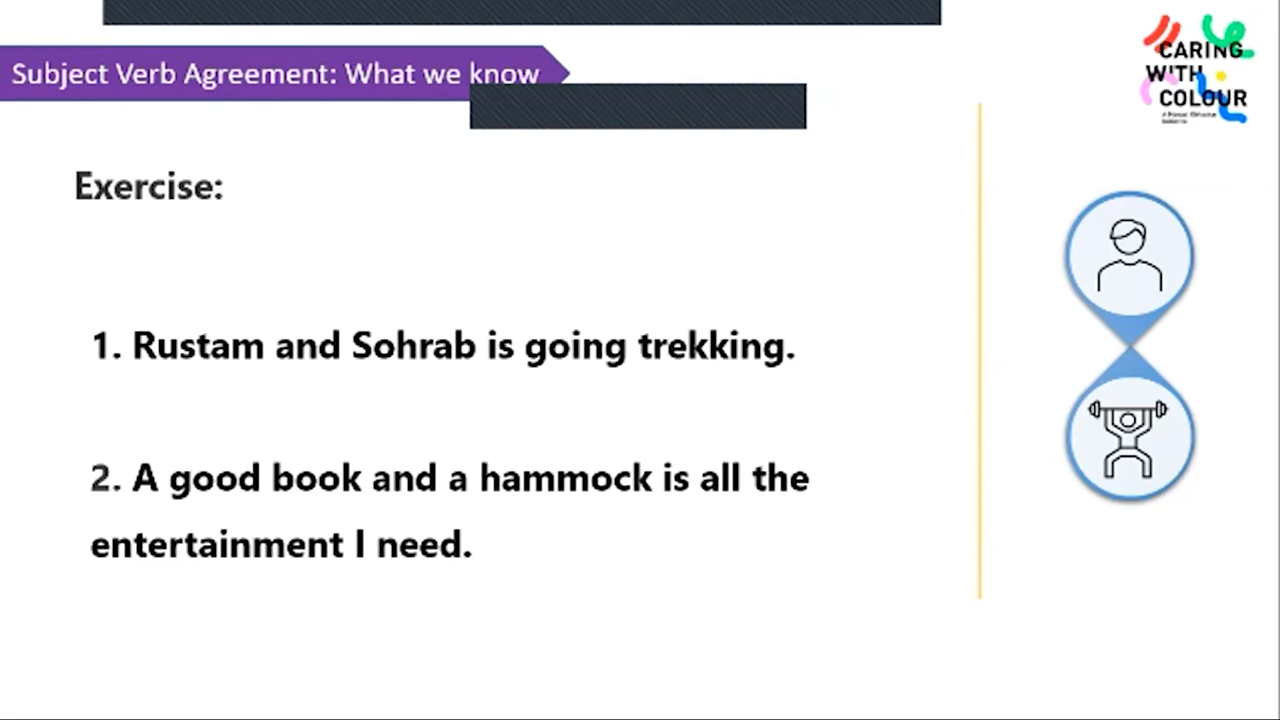 Subject Verb Agreement: What we know
CARING
WITH
COLOUR
Exercise:
1. Rustam and Sohrab is going trekking.
2. A good book and a hammock is all the
entertainment I need.